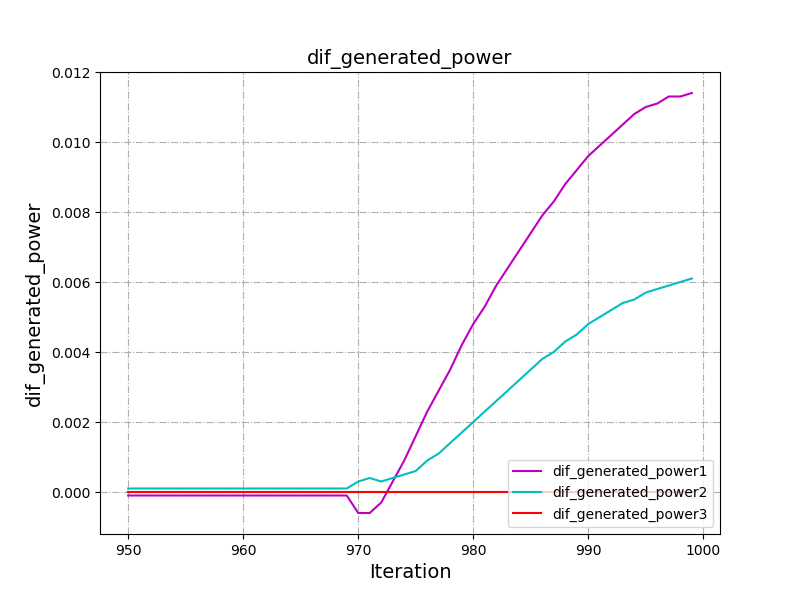 dif_generated_power
dif_generated_power
0.012
0.010
0.008
0.006
0.004
0.002
0.000
dif_generated_power1
dif_generated_power2
dif_generated_power3
950 960 970 980 990 1000
Iteration